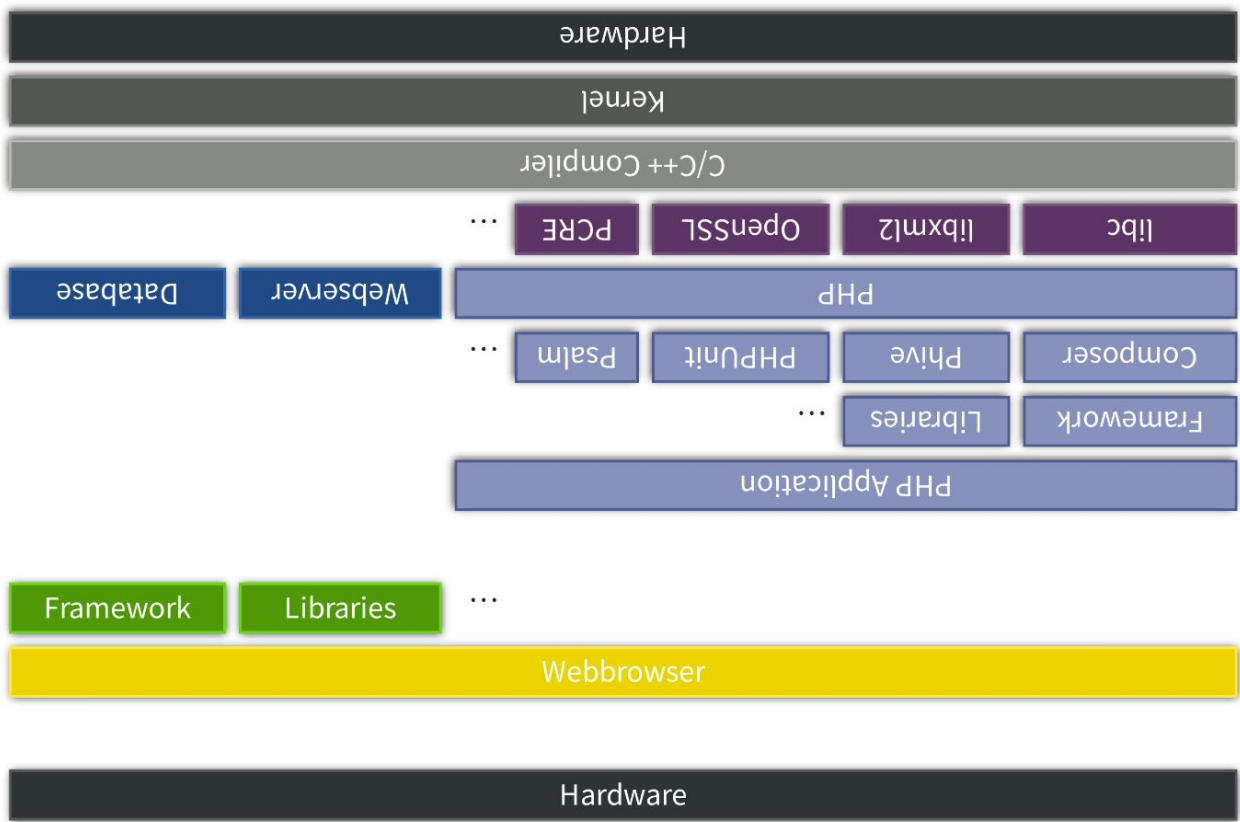 Hardware
Kernel
C/C++ Compiler
libc libxml2 OpenSSL PCRE ...
PHP Webserver Database
Composer Phive PHPUnit Psalm ...
Framework Libraries ...
PHP Application
Framework Libraries ...
Webbrowser
Hardware